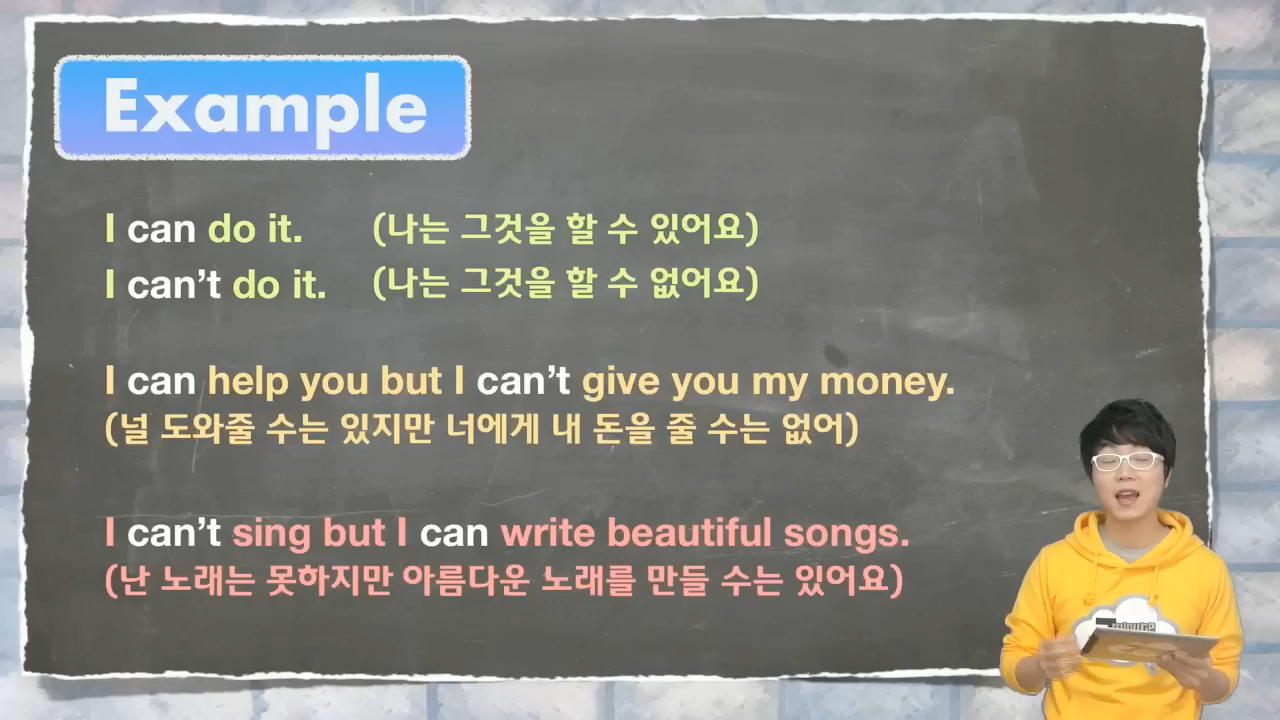 Example
I can do it. (나는 그것을 할 수 있어요)
I can't do it. (나는 그것을 할 수 없어요)
I can help you but I can't give you my money.
(널 도와줄 수는 있지만 너에게 내 돈을 줄 수는 없어)
I can't sing but I can write beautiful songs.
(난 노래는 못하지만 아름다운 노래를 만들 수는 있어요)
minute